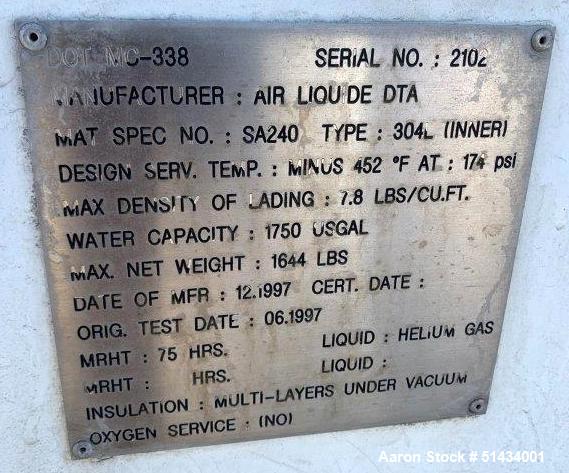 DOT MC-338 SERIAL NO. : 2102
MANUFACTURER : AIR LIQUIDE DTA
MAT SPEC NO. : SA240 TYPE : 304L (INNER)
DESIGN SERV. TEMP. : MINUS 452 °F AT : 174 psi
MAX DENSITY OF LADING : 7.8 LBS/CU.FT.
WATER CAPACITY : 1750 USGAL
MAX. NET WEIGHT : 1644 LBS
DATE OF MFR : 12.1997 CERT. DATE :
ORIG. TEST DATE : 06.1997
MRHT : 75 HRS. LIQUID : HELIUM GAS
MRHT : HRS. LIQUID :
INSULATION : MULTI-LAYERS UNDER VACUUM
OXYGEN SERVICE : (NO)
Aaron Stock # 51434001